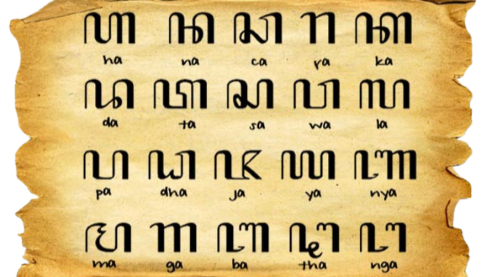 ꦲ ꦤ ꦕ ꦫ ꦏ
ha na ca ra ka
ꦢ ꦠ ꦱ ꦮ ꦭ
da ta sa wa la
ꦥ ꦝ ꦗ ꦪ ꦚ
pa dha ja ya nya
ꦩ ꦒ ꦧ ꦛ ꦔ
ma ga ba tha nga